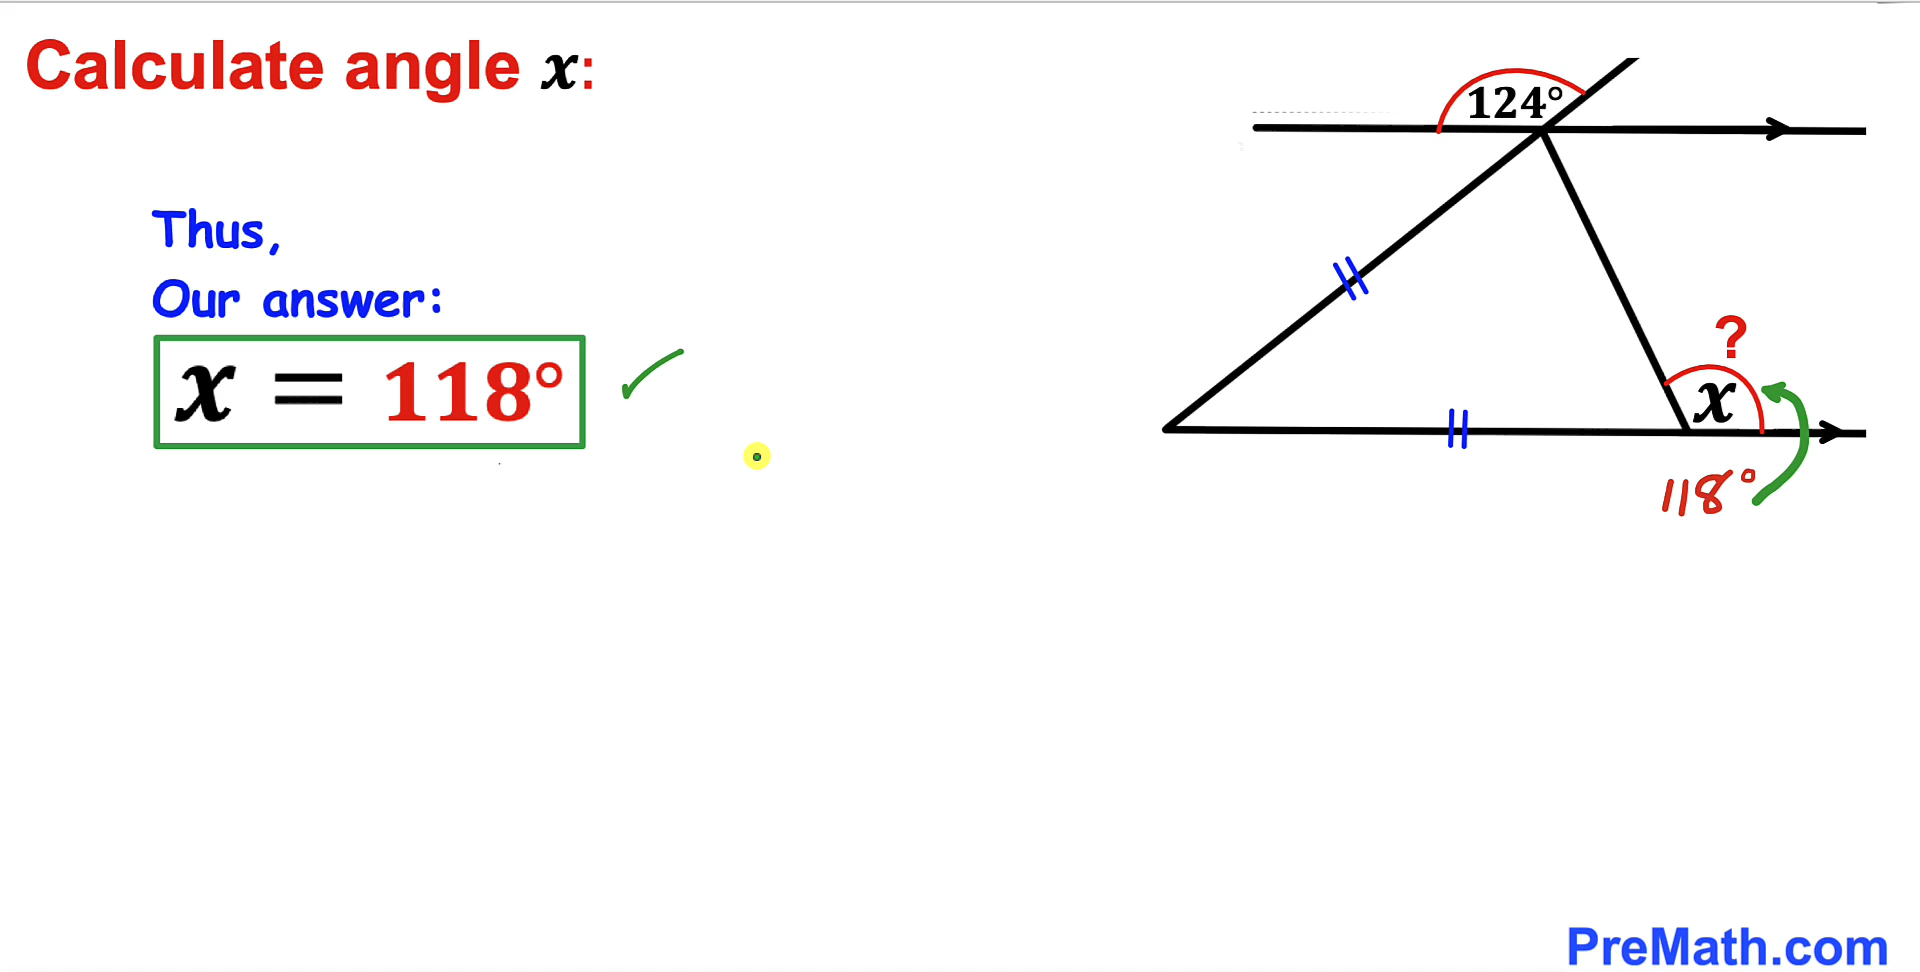 Calculate angle x:
124°
Thus,
Our answer:
x = 118°
?
x
118°
PreMath.com